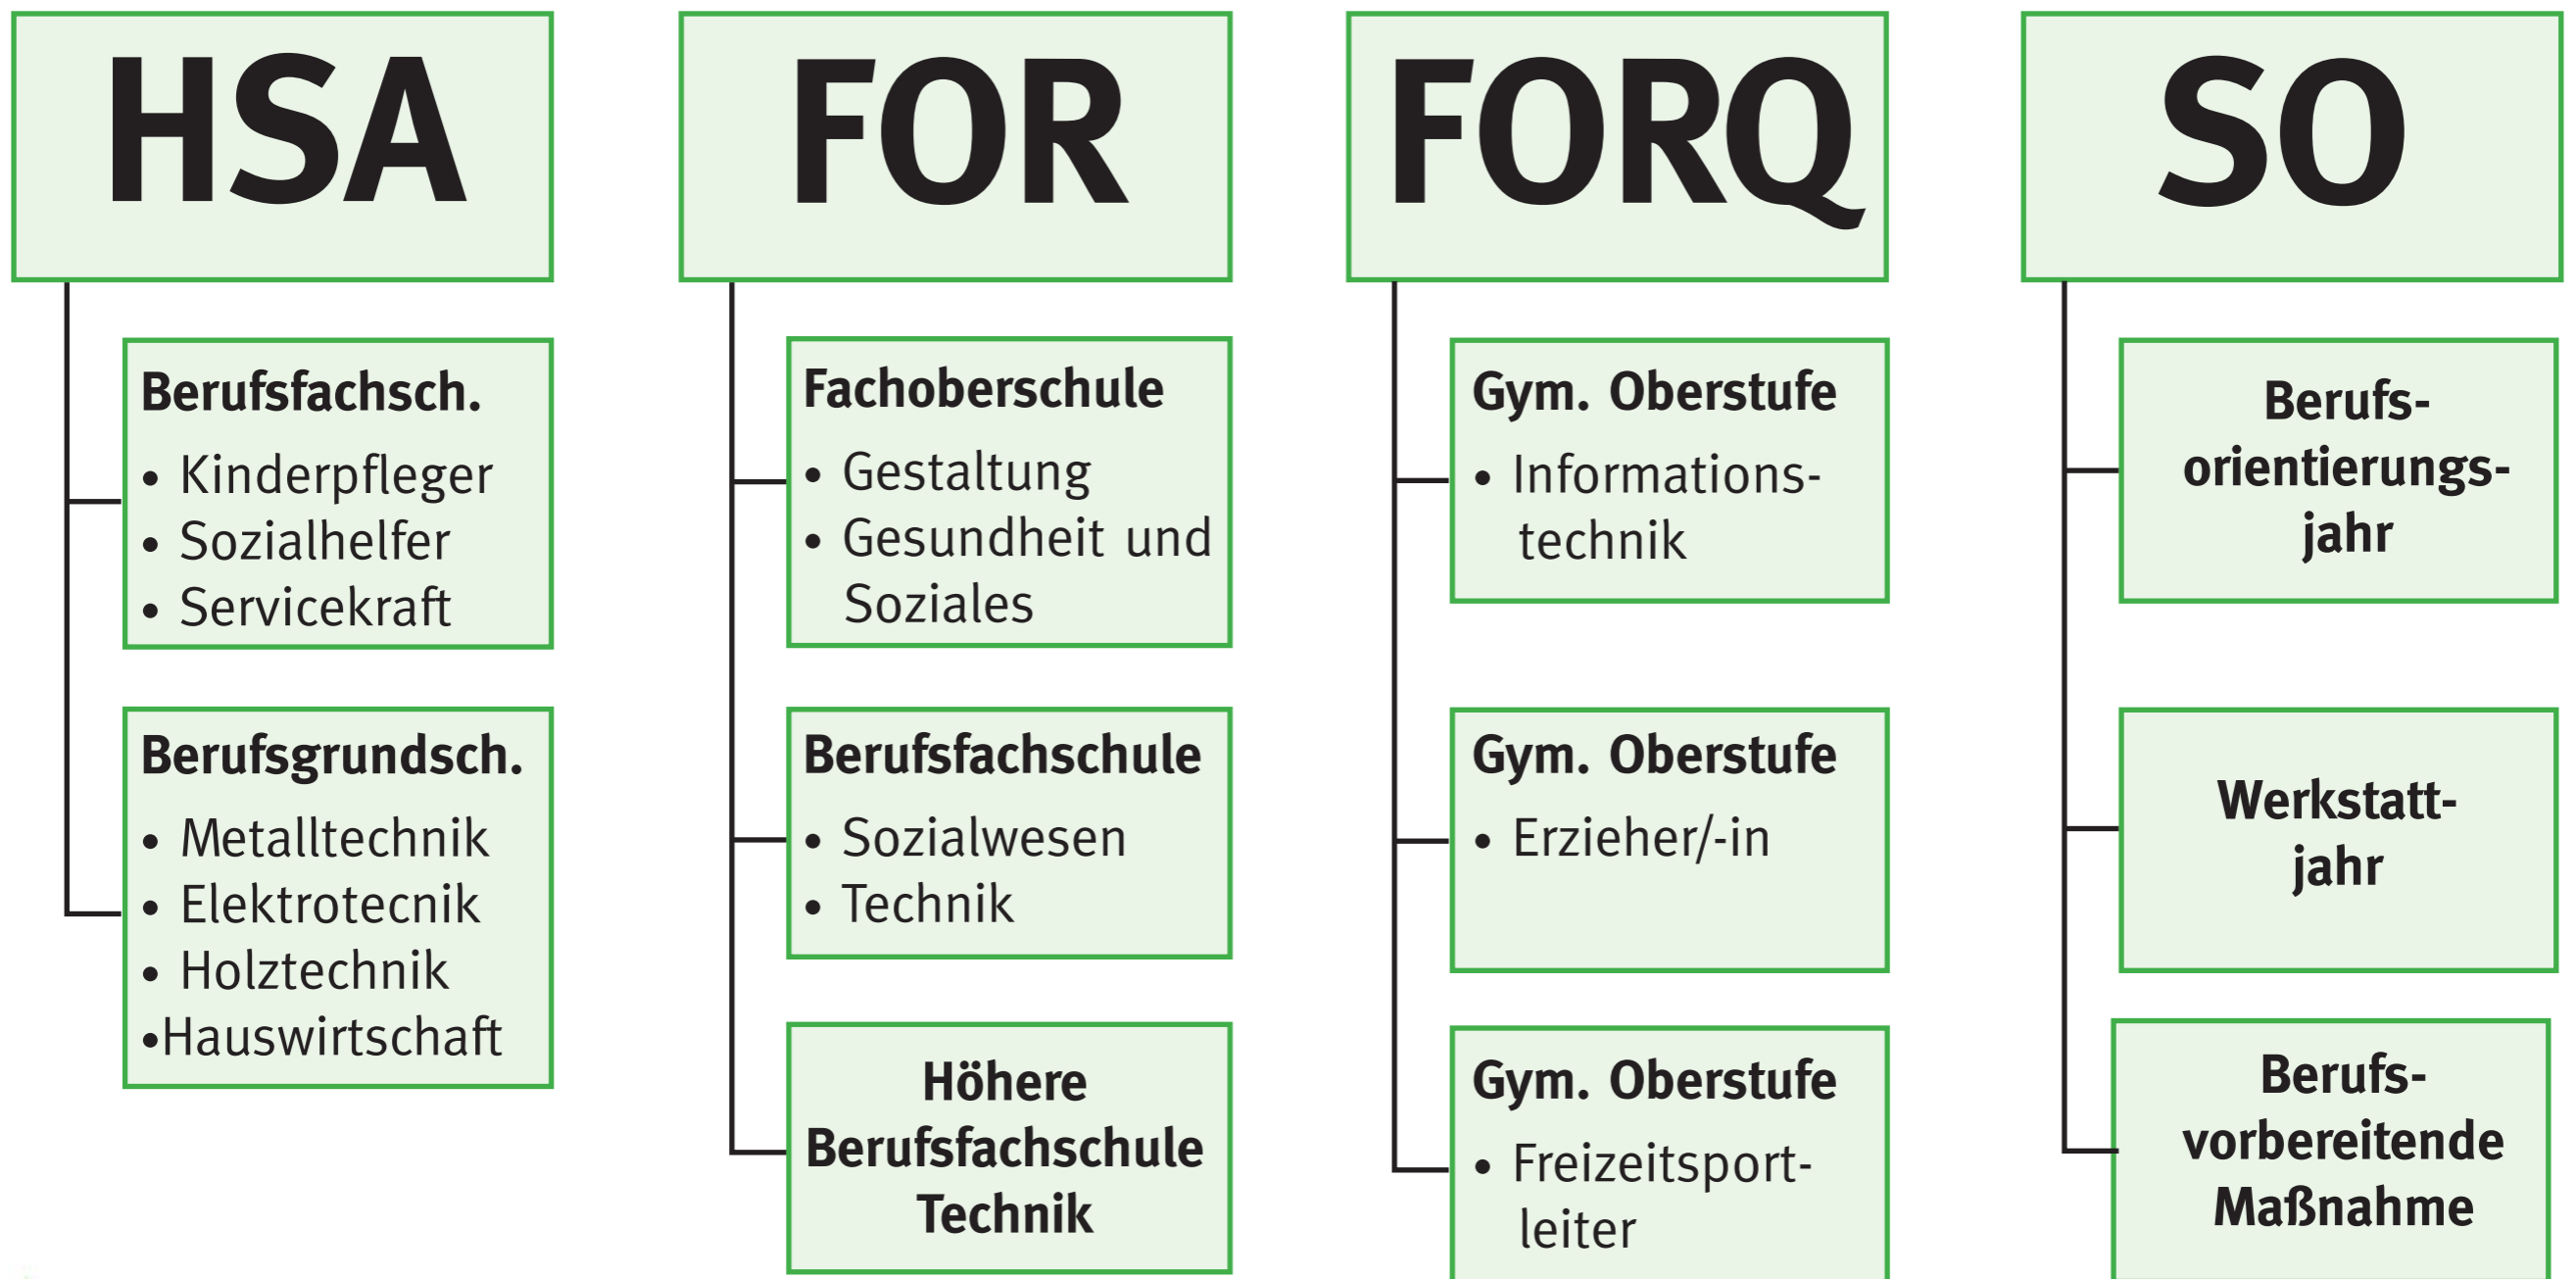 HSA
Berufsfachsch.
• Kinderpfleger
• Sozialhelfer
• Servicekraft
Berufsgrundsch.
• Metalltechnik
• Elektrotecnik
• Holztechnik
•Hauswirtschaft
FOR
Fachoberschule
• Gestaltung
• Gesundheit und
Soziales
Berufsfachschule
• Sozialwesen
• Technik
Höhere
Berufsfachschule
Technik
FORQ
Gym. Oberstufe
• Informations-
technik
Gym. Oberstufe
• Erzieher/-in
Gym. Oberstufe
• Freizeitsport-
leiter
SO
Berufs-
orientierungs-
jahr
Werkstatt-
jahr
Berufs-
vorbereitende
Maßnahme